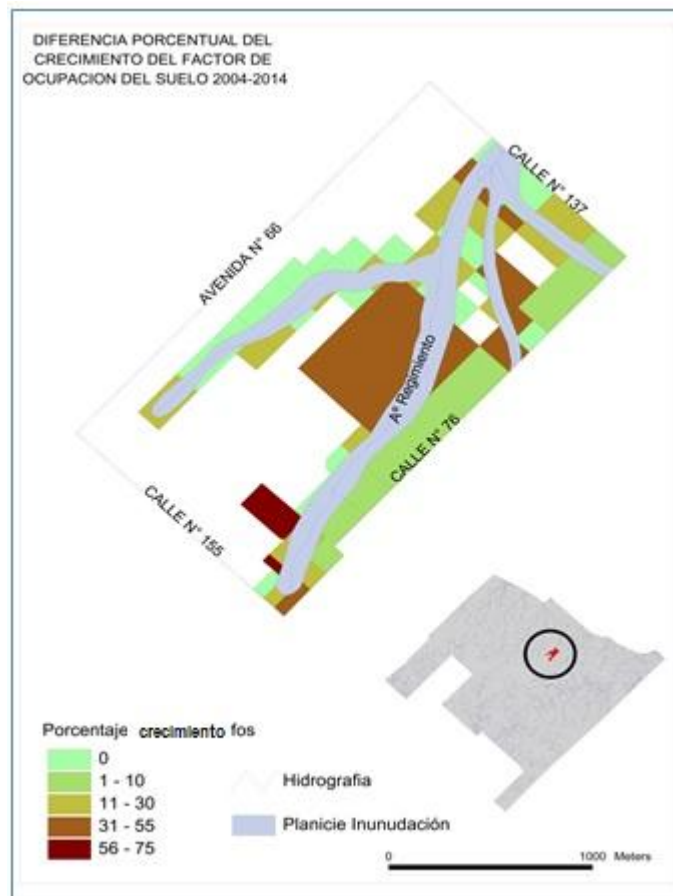 DIFERENCIA PORCENTUAL DEL
CRECIMIENTO DEL FACTOR DE
OCUPACION DEL SUELO 2004-2014
CALLE N° 137
AVENIDA N° 66
Aº Regimiento
CALLE N° 76
CALLE N° 155
Porcentaje crecimiento fos
0
1 - 10
11 - 30
31 - 55
56 - 75
Hidrografia
Planicie Inunudación
0 1000 Meters